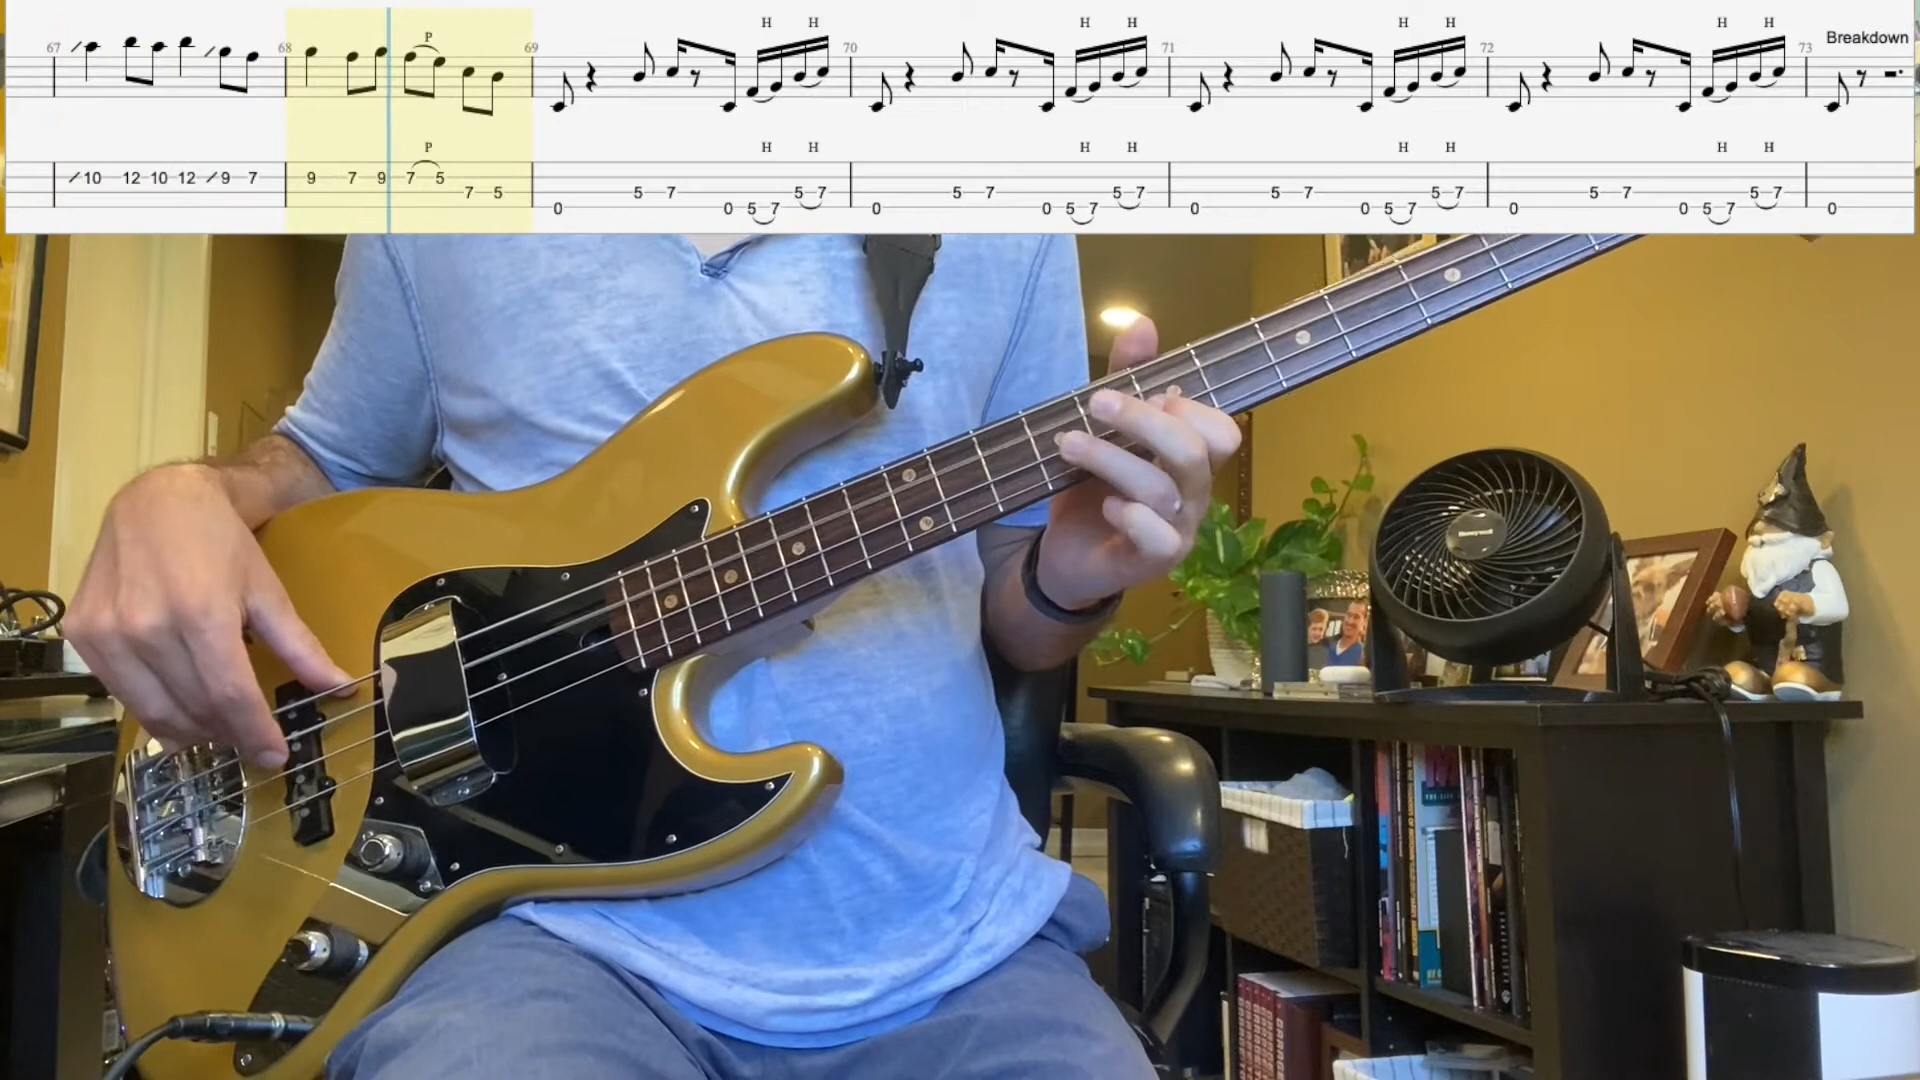 H H H H H H H H
67 68 P 69 70 71 72 73 Breakdown
P H H H H H H H H
10 12 10 12 9 7 9 7 9 7 5 7 5
0 5 7 0 5 7 5 7
0 5 7 0 5 7 5 7
0 5 7 0 5 7 5 7
0 5 7 0 5 7 5 7
0
Honeywell